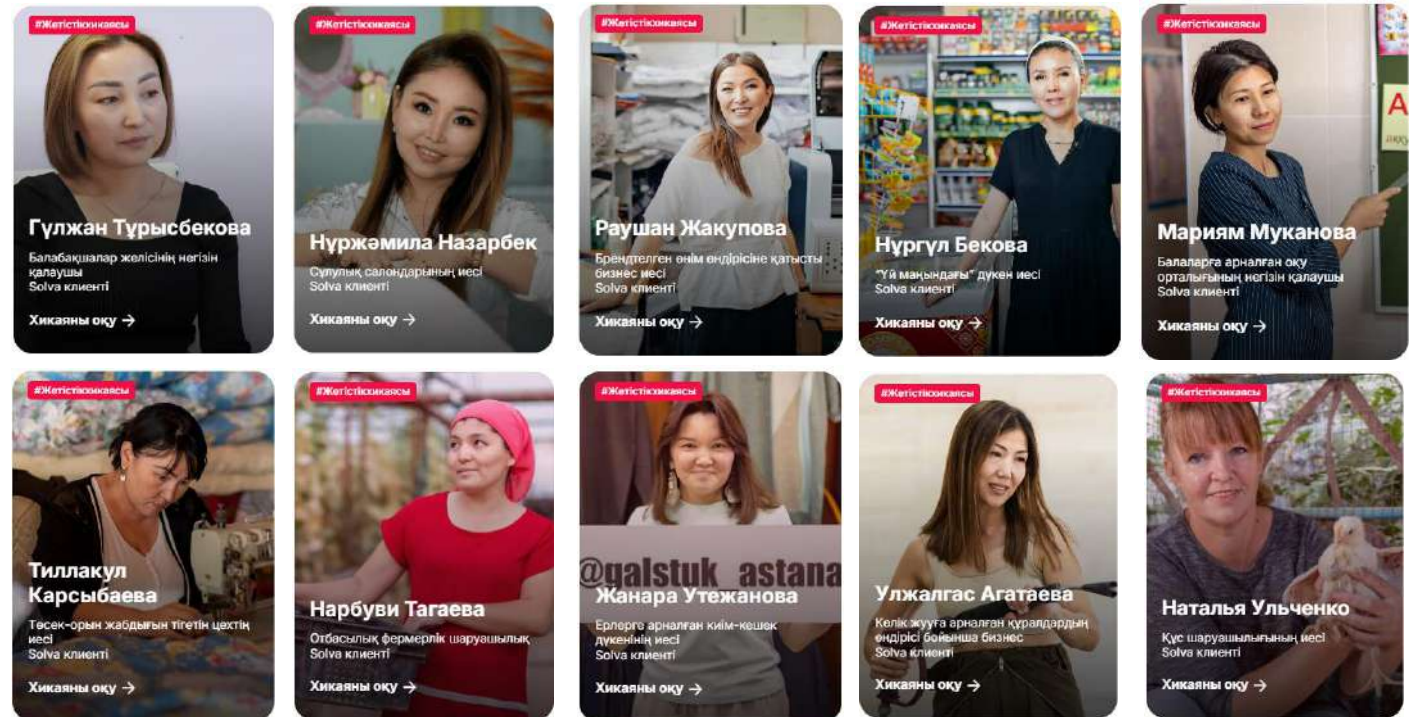 #Жетістікхикаясы
Гүлжан Тұрысбекова
Балабақшалар желісінің негізін
қалаушы
Solva клиенті
Хикаяны оқу →
#Жетістікхикаясы
Нұржәмила Назарбек
Сұлулық салондарының иесі
Solva клиенті
Хикаяны оқу →
#Жетістікхикаясы
Раушан Жакупова
Брендтелген өнім өндірісіне қатысты
бизнес иесі
Solva клиенті
Хикаяны оқу →
#Жетістікхикаясы
Нұргүл Бекова
"Үй маңындағы" дүкен иесі
Solva клиенті
Хикаяны оқу →
#Жетістікхикаясы
А
Мариям Муканова
Балаларға арналған оқу
орталығының негізін қалаушы
Solva клиенті
Хикаяны оқу →
#Жетістікхикаясы
Тиллакул
Карсыбаева
Төсек-орын жабдығын тігетін цехтің
иесі
Solva клиенті
Хикаяны оқу →
#Жетістікхикаясы
Нарбуви Тагаева
Отбасылық фермерлік шаруашылық
Solva клиенті
Хикаяны оқу →
#Жетістікхикаясы
@galstuk_astana
Жанара Утежанова
Ерлерге арналған киім-кешек
дүкенінің иесі
Solva клиенті
Хикаяны оқу →
#Жетістікхикаясы
Улжалгас Агатаева
Көлік жууға арналған құралдардың
өндірісі бойынша бизнес
Solva клиенті
Хикаяны оқу →
#Жетістікхикаясы
Наталья Ульченко
Құс шаруашылығының иесі
Solva клиенті
Хикаяны оқу →